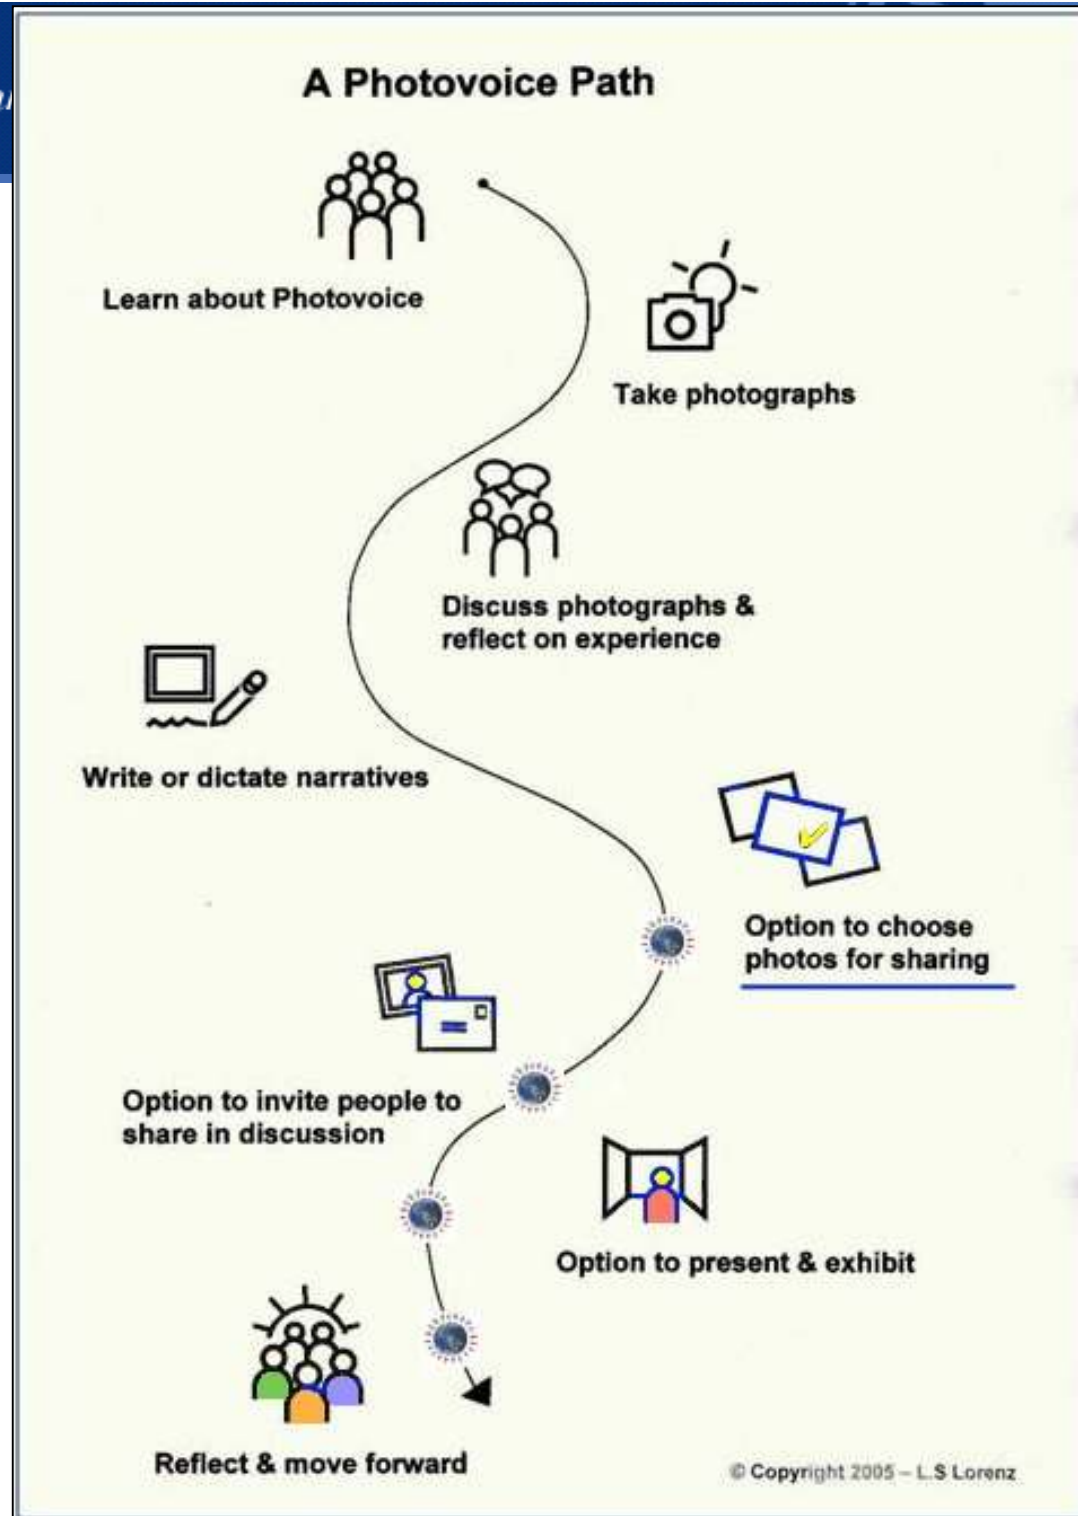 A Photovoice Path
Learn about Photovoice
Take photographs
Discuss photographs &
reflect on experience
Write or dictate narratives
Option to choose
photos for sharing
Option to invite people to
share in discussion
Option to present & exhibit
Reflect & move forward
© Copyright 2005 – L.S Lorenz